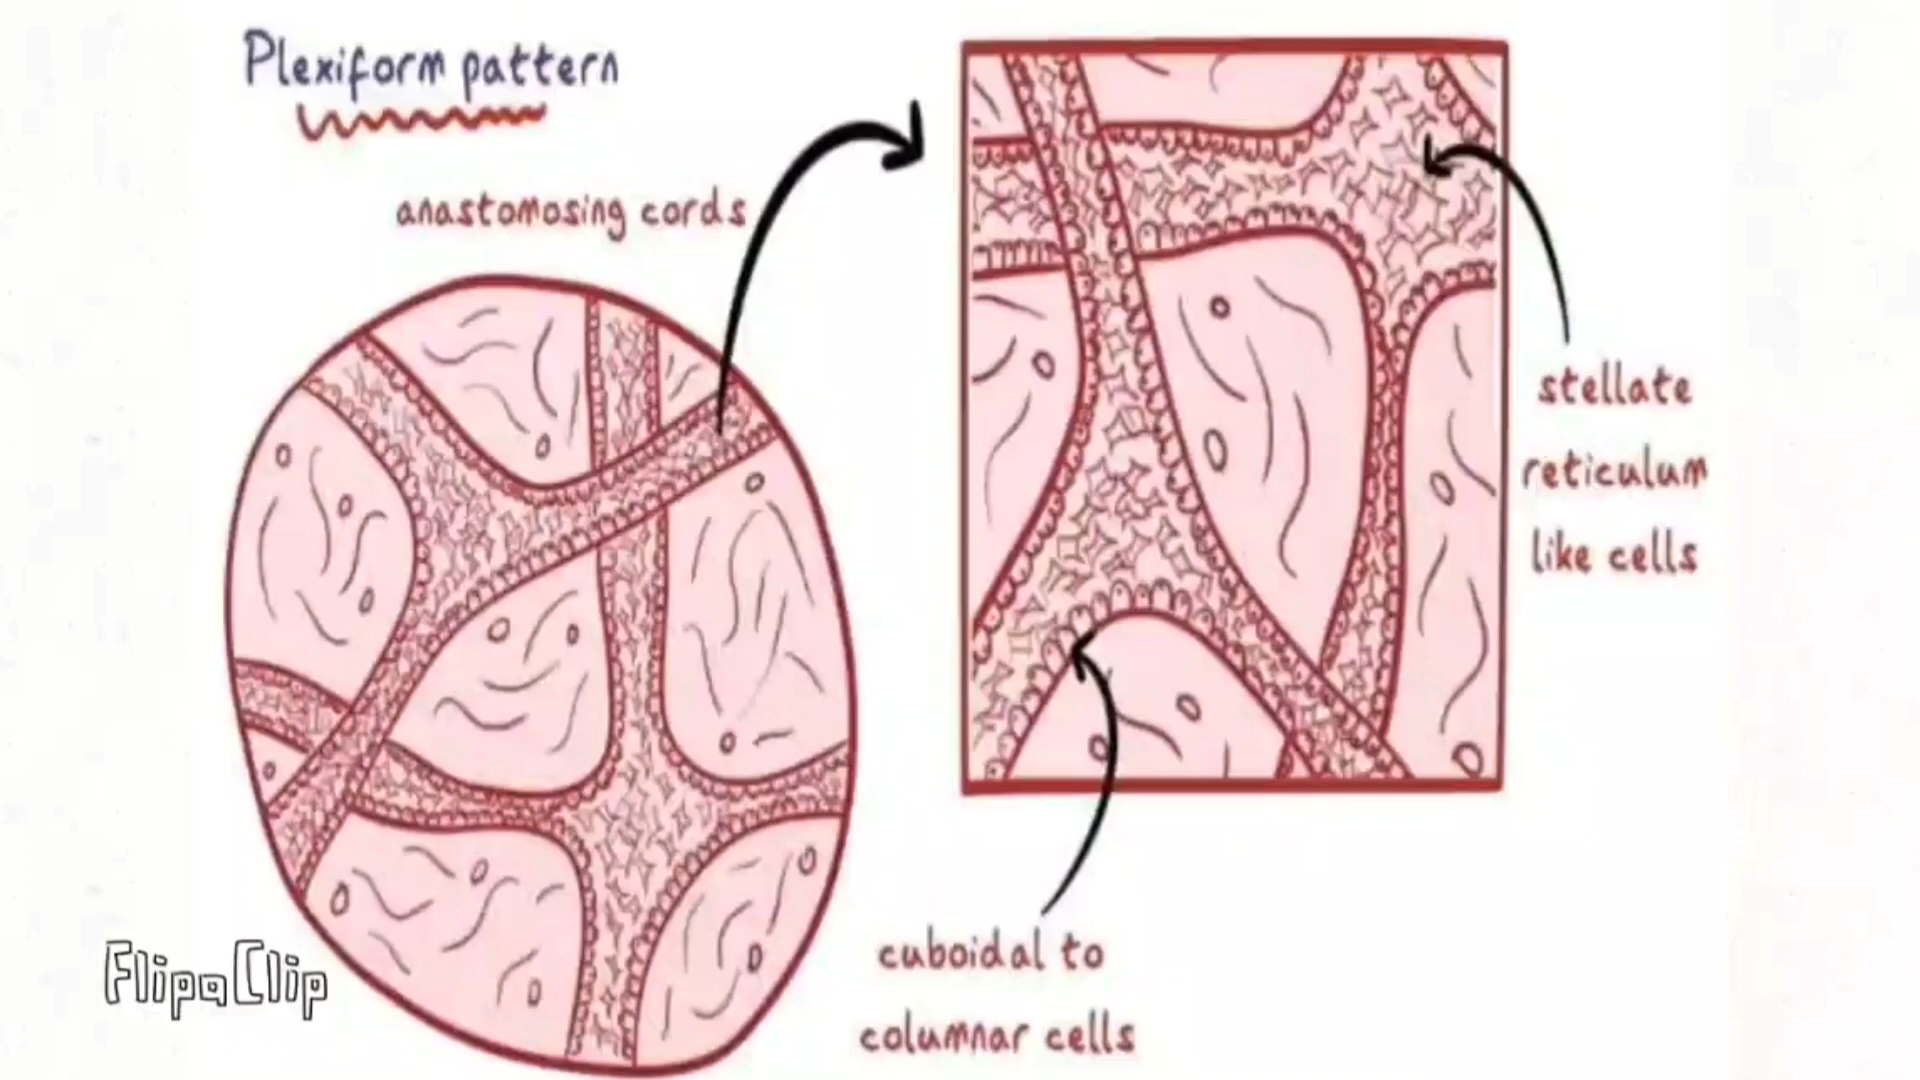 Plexiform pattern
anastomosing cords
stellate
reticulum
like cells
cuboidal to
columnar cells
FlipaClip